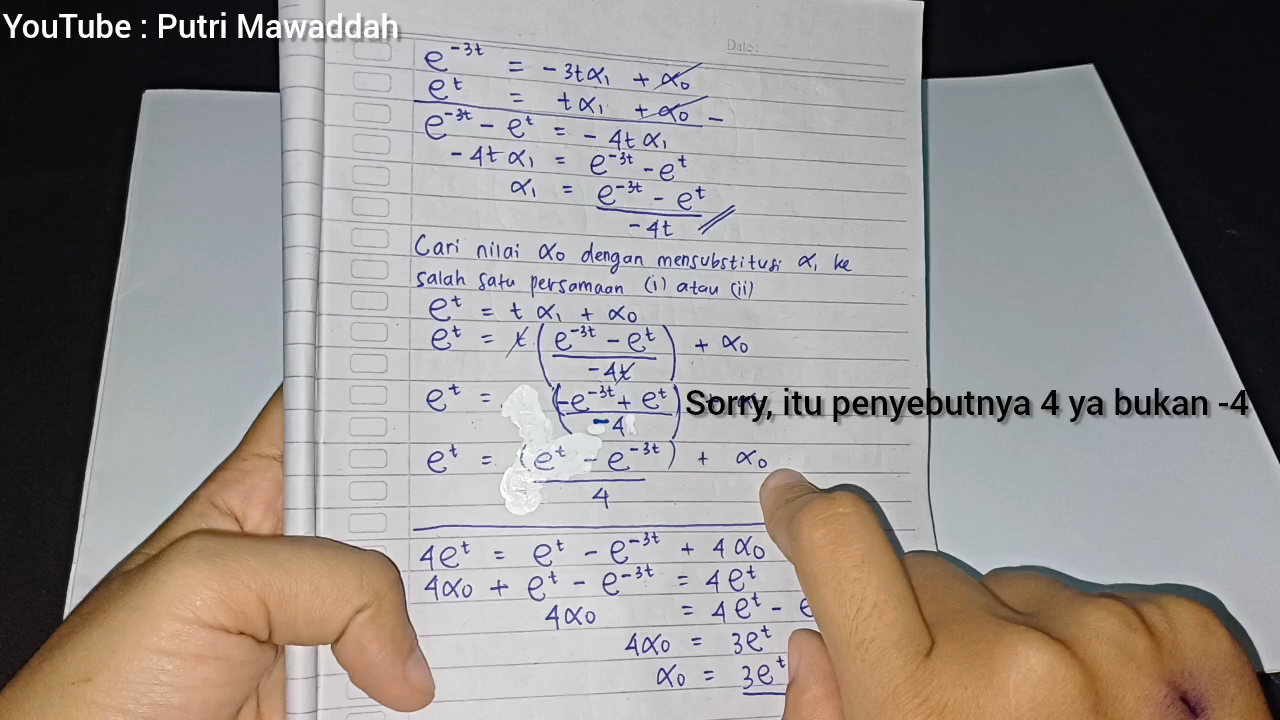 YouTube : Putri Mawaddah
Date:
e^-3t = -3tα₁ + α₀
e^t = tα₁ + α₀ -
e^-3t - e^t = -4tα₁
-4tα₁ = e^-3t - e^t
α₁ = (e^-3t - e^t)/(-4t)
Cari nilai α₀ dengan mensubstitusi α₁ ke
salah satu persamaan (i) atau (ii)
e^t = t α₁ + α₀
e^t = t((e^-3t - e^t)/(-4t)) + α₀
e^t = ((-e^-3t + e^t)/(-4))
Sorry, itu penyebutnya 4 ya bukan -4
e^t = (e^t - e^-3t)/4 + α₀
4e^t = e^t - e^-3t + 4α₀
4α₀ + e^t - e^-3t = 4e^t
4α₀ = 4e^t - e
4α₀ = 3e^t
α₀ = 3e^t